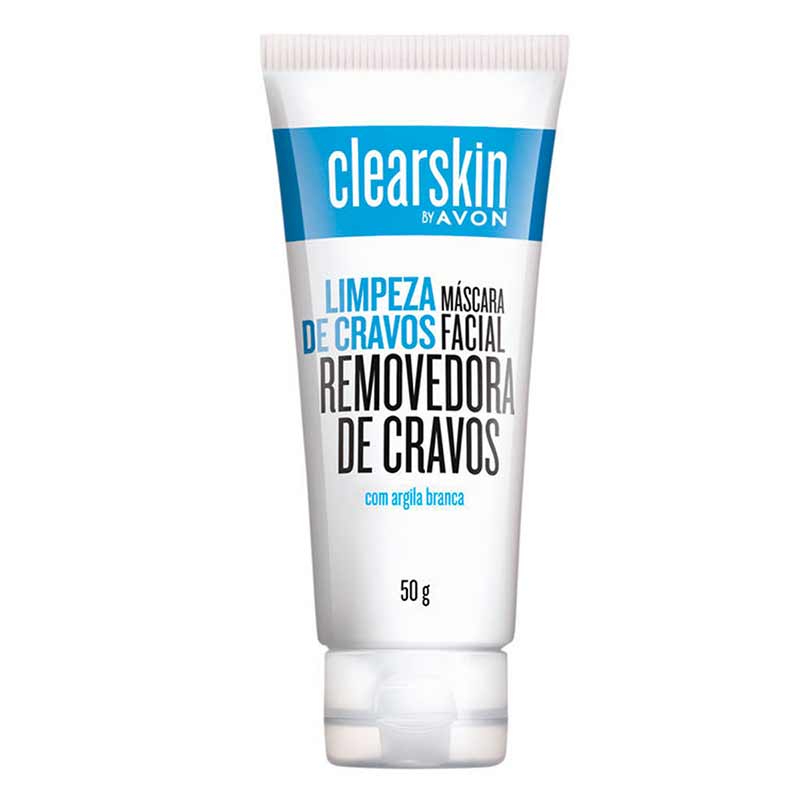 clearskin
BY AVON
LIMPEZA MÁSCARA
DE CRAVOS FACIAL
REMOVEDORA
DE CRAVOS
com argila branca
50 g